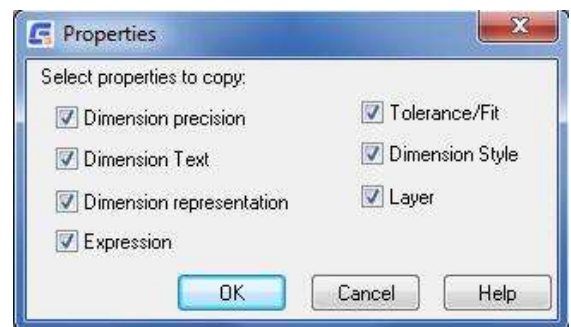 Properties
Select properties to copy:
Dimension precision
Dimension Text
Dimension representation
Expression
Tolerance/Fit
Dimension Style
Layer
OK
Cancel
Help